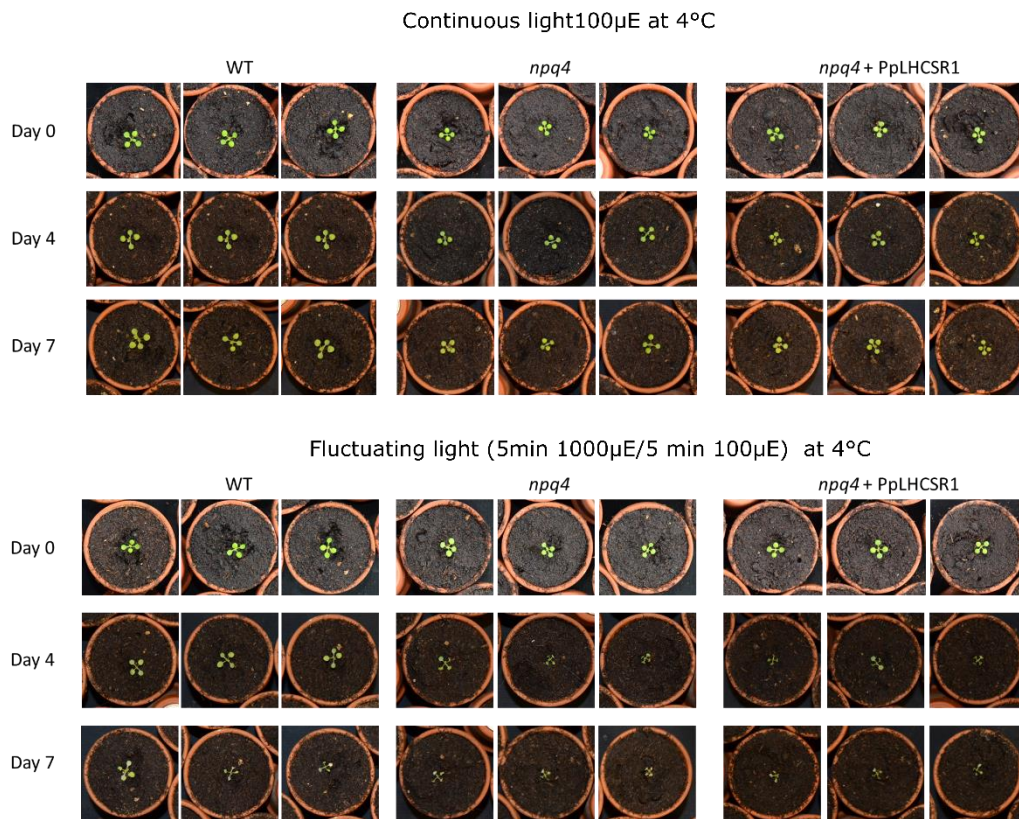 Continuous light100µE at 4°C
WT npq4 npq4 + PpLHCSR1
Day 0
Day 4
Day 7
Fluctuating light (5min 1000µE/5 min 100µE) at 4°C
WT npq4 npq4 + PpLHCSR1
Day 0
Day 4
Day 7